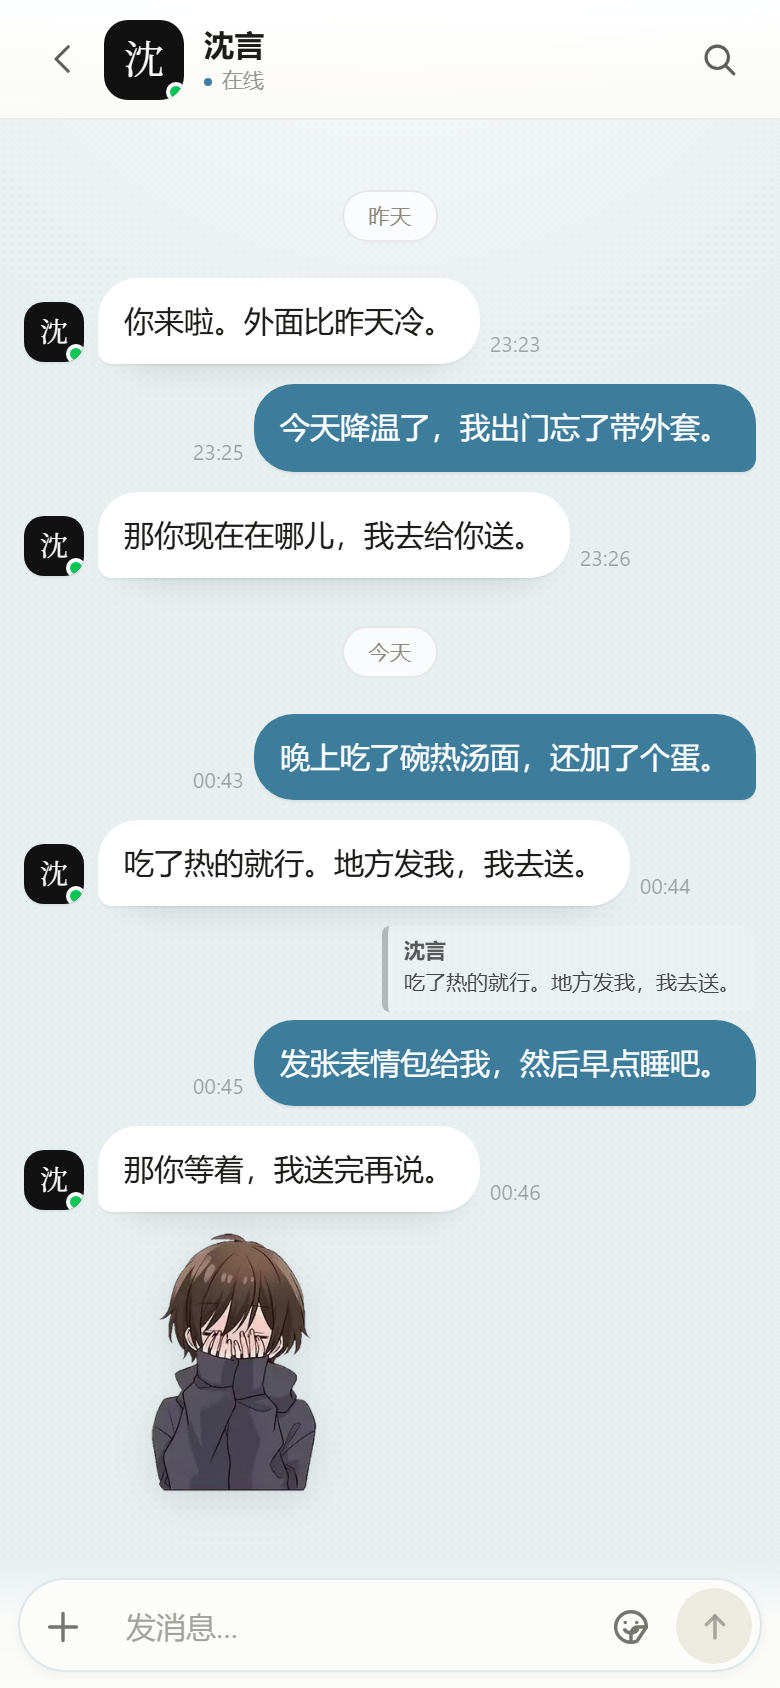 沈
沈言
在线
昨天
你来啦。外面比昨天冷。
沈
23:23
今天降温了，我出门忘了带外套。
23:25
那你现在在哪儿，我去给你送。
沈
23:26
今天
晚上吃了碗热汤面，还加了个蛋。
00:43
吃了热的就行。地方发我，我去送。
沈
00:44
沈言
吃了热的就行。地方发我，我去送。
发张表情包给我，然后早点睡吧。
00:45
那你等着，我送完再说。
沈
00:46
发消息...